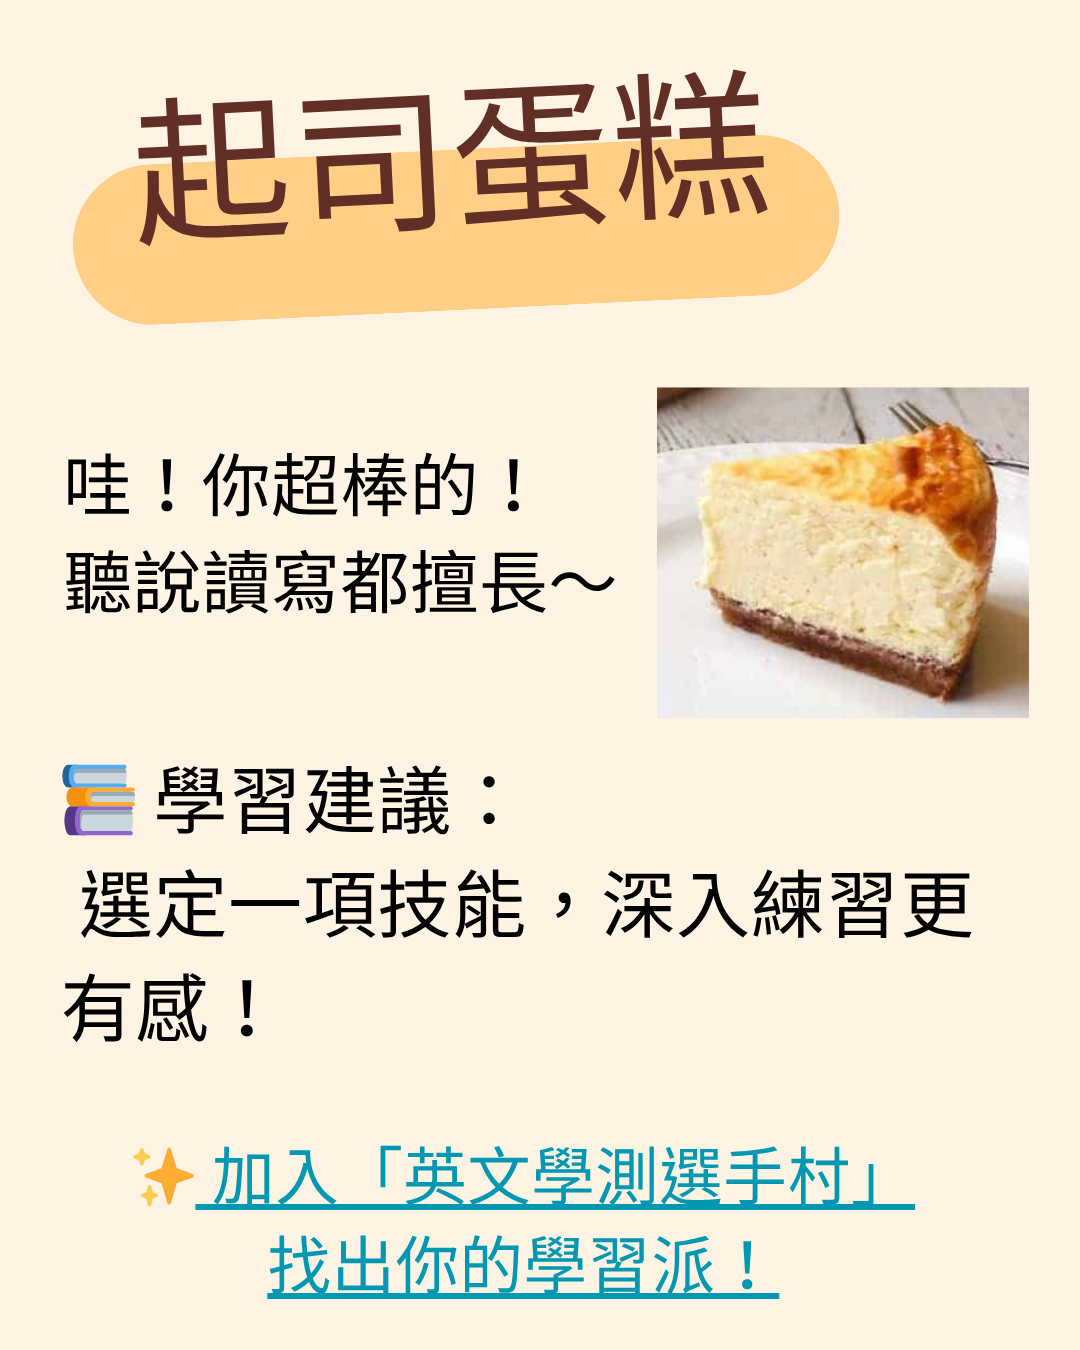 起司蛋糕
哇！你超棒的！
聽說讀寫都擅長～
📚 學習建議：
選定一項技能，深入練習更
有感！
✨ 加入「英文學測選手村」
找出你的學習派！